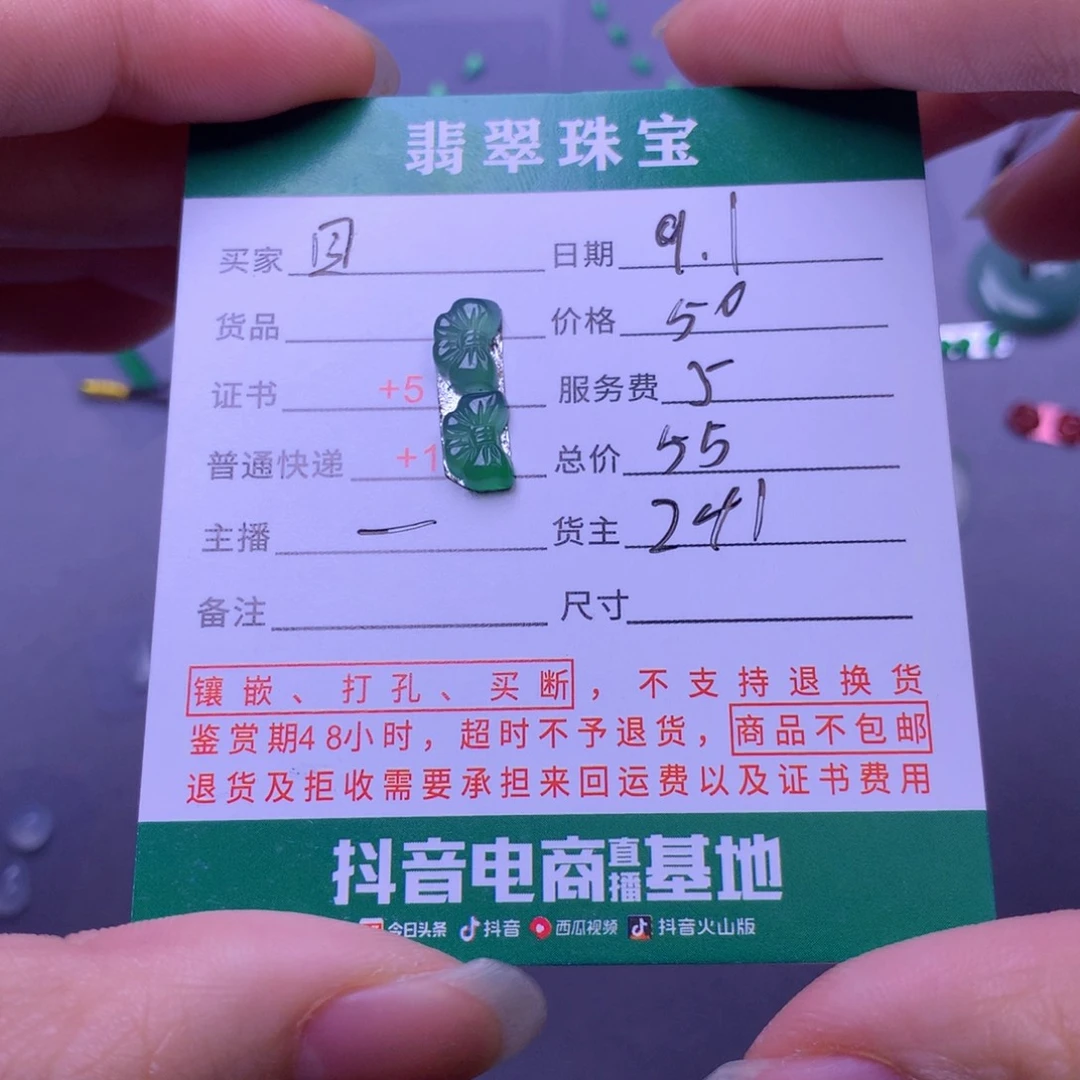 翡翠珠宝
买家 日期 9.1
货品 价格 50
证书 +5 服务费 5
普通快递 +1 总价 55
主播 一 货主 241
备注 尺寸
镶嵌、打孔、买断，不支持退换货
鉴赏期48小时，超时不予退货，商品不包邮
退货及拒收需要承担来回运费以及证书费用
抖音电商直播基地
今日头条 抖音 西瓜视频 抖音火山版